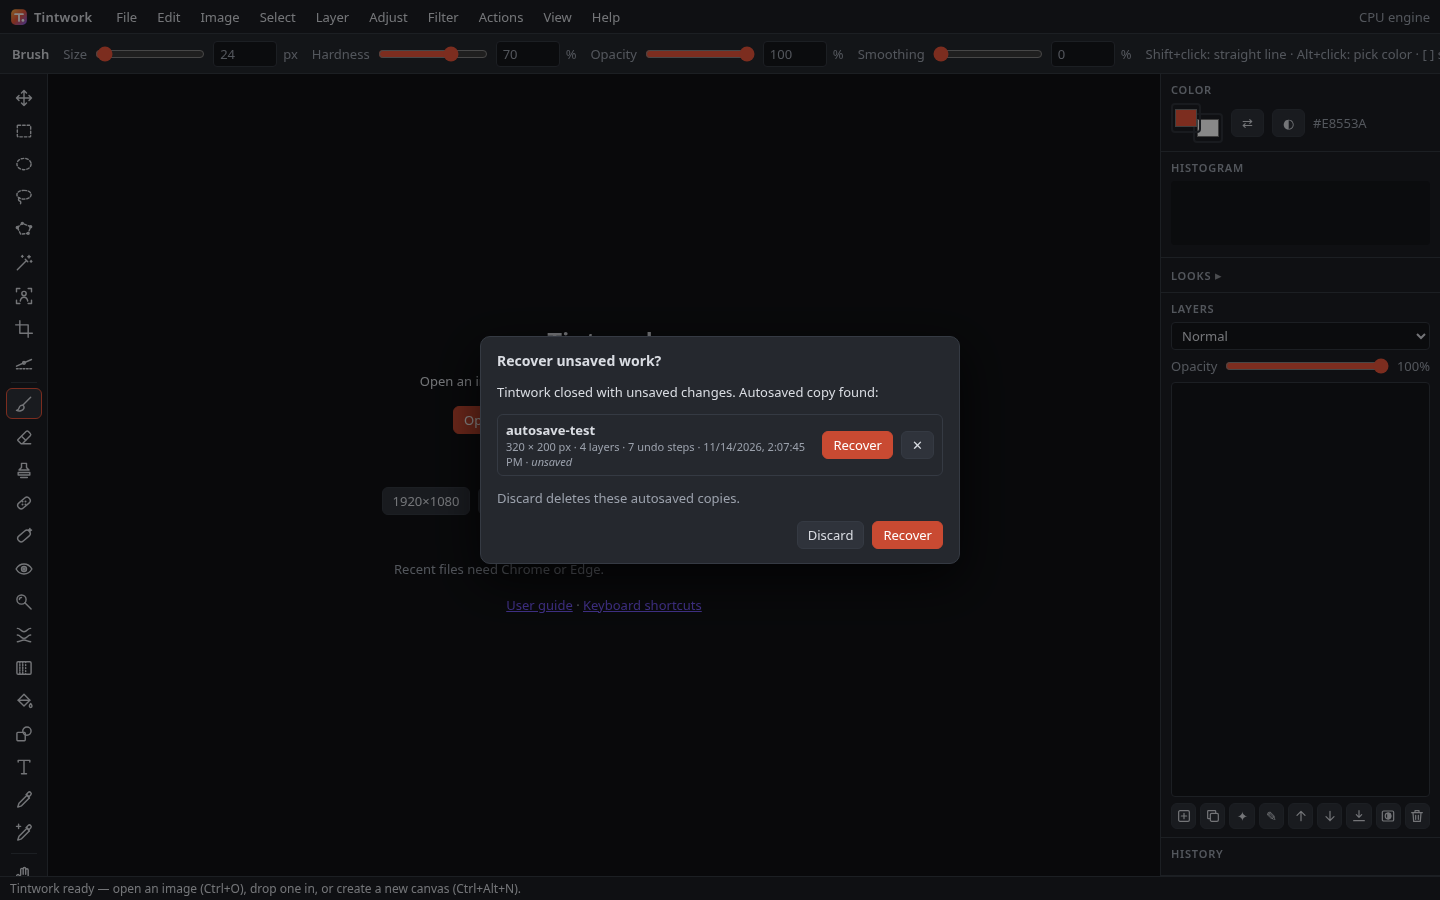 Tintwork File Edit Image Select Layer Adjust Filter Actions View Help CPU engine
Brush Size 24 px Hardness 70 % Opacity 100 % Smoothing 0 % Shift+click: straight line · Alt+click: pick color · [ ]
COLOR
#E8553A
HISTOGRAM
LOOKS ▸
LAYERS
Normal
Opacity 100%
Open an i
Op
1920×1080
Recover unsaved work?
Tintwork closed with unsaved changes. Autosaved copy found:
autosave-test
320 × 200 px · 4 layers · 7 undo steps · 11/14/2026, 2:07:45
PM · unsaved
Recover ✕
Discard deletes these autosaved copies.
Discard Recover
Recent files need Chrome or Edge.
User guide · Keyboard shortcuts
HISTORY
Tintwork ready — open an image (Ctrl+O), drop one in, or create a new canvas (Ctrl+Alt+N).